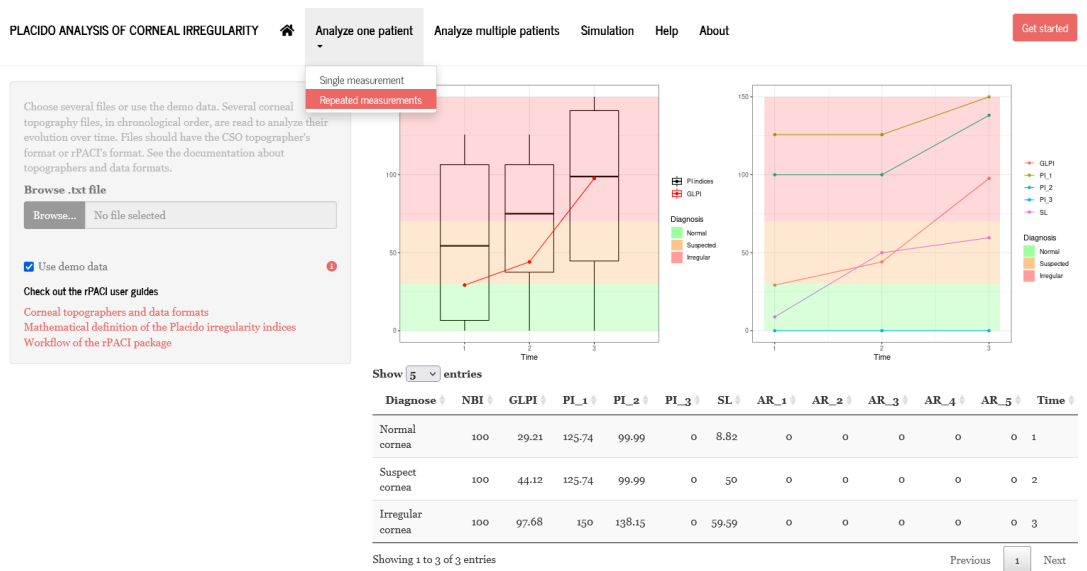 PLACIDO ANALYSIS OF CORNEAL IRREGULARITY
Analyze one patient
Analyze multiple patients
Simulation
Help
About
Get started
Single measurement
Repeated measurements
Choose several files or use the demo data. Several corneal
topography files, in chronological order, are read to analyze their
evolution over time. Files should have the CSO topographer's
format or rPACI's format. See the documentation about
topographers and data formats.
Browse .txt file
Browse... No file selected
Use demo data
Check out the rPACI user guides
Corneal topographers and data formats
Mathematical definition of the Placido irregularity indices
Workflow of the rPACI package
100
50
0
1 2 3
Time
PI indices
GLPI
Diagnosis
Normal
Suspected
Irregular
150
100
50
0
1 2 3
Time
GLPI
PI_1
PI_2
PI_3
SL
Diagnosis
Normal
Suspected
Irregular
Show 5 entries
Diagnose NBI GLPI PI_1 PI_2 PI_3 SL AR_1 AR_2 AR_3 AR_4 AR_5 Time
Normal
cornea 100 29.21 125.74 99.99 0 8.82 0 0 0 0 0 1
Suspect
cornea 100 44.12 125.74 99.99 0 50 0 0 0 0 0 2
Irregular
cornea 100 97.68 150 138.15 0 59.59 0 0 0 0 0 3
Showing 1 to 3 of 3 entries
Previous 1 Next